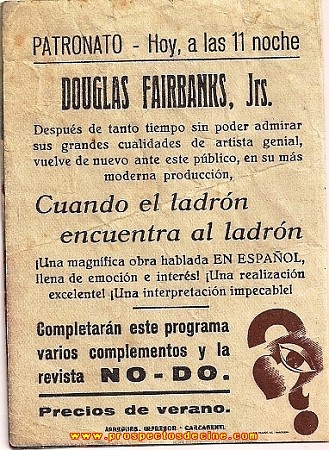 PATRONATO - Hoy, a las 11 noche
DOUGLAS FAIRBANKS, Jrs.
Después de tanto tiempo sin poder admirar
sus grandes cualidades de artista genial,
vuelve de nuevo ante este público, en su más
moderna producción,
Cuando el ladrón
encuentra al ladrón
¡Una magnífica obra hablada EN ESPAÑOL,
llena de emoción e interés! ¡Una realización
excelente! ¡Una interpretación impecable!
Completarán este programa
varios complementos y la
revista NO-DO.
Precios de verano.
IMPRESOR - CARCAGENTE
www.prospectosdecine.com